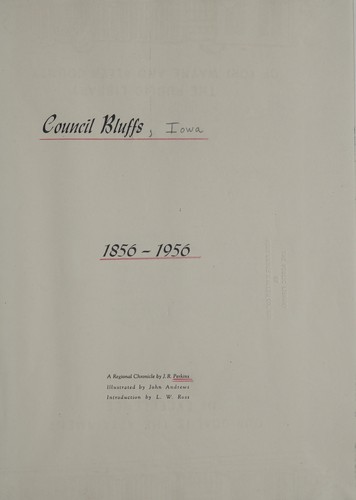 Council Bluffs, Iowa
1856 – 1956
A Regional Chronicle by J. R. Perkins
Illustrated by John Andrews
Introduction by L. W. Ross